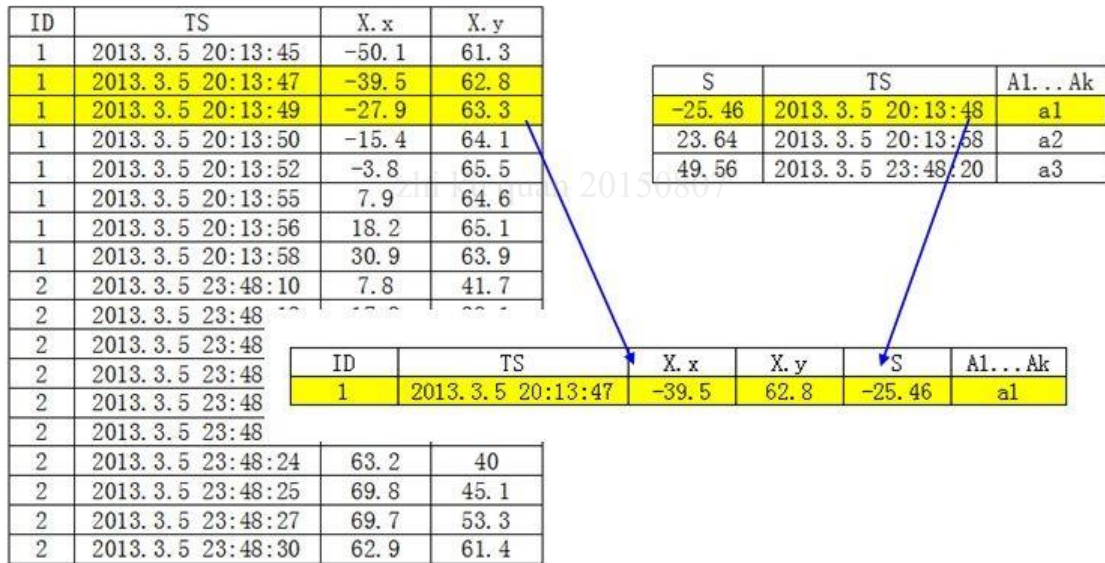 ID TS X.x X.y
1 2013.3.5 20:13:45 -50.1 61.3
1 2013.3.5 20:13:47 -39.5 62.8
1 2013.3.5 20:13:49 -27.9 63.3
1 2013.3.5 20:13:50 -15.4 64.1
1 2013.3.5 20:13:52 -3.8 65.5
1 2013.3.5 20:13:55 7.9 64.6
1 2013.3.5 20:13:56 18.2 65.1
1 2013.3.5 20:13:58 30.9 63.9
2 2013.3.5 23:48:10 7.8 41.7
2 2013.3.5 23:48
2 2013.3.5 23:48
2 2013.3.5 23:48
2 2013.3.5 23:48
2 2013.3.5 23:48
2 2013.3.5 23:48:24 63.2 40
2 2013.3.5 23:48:25 69.8 45.1
2 2013.3.5 23:48:27 69.7 53.3
2 2013.3.5 23:48:30 62.9 61.4
S TS A1...Ak
-25.46 2013.3.5 20:13:48 a1
23.64 2013.3.5 20:13:58 a2
49.56 2013.3.5 23:48:20 a3
zhi ku quan 20150807
ID TS X.x X.y S A1...Ak
1 2013.3.5 20:13:47 -39.5 62.8 -25.46 a1